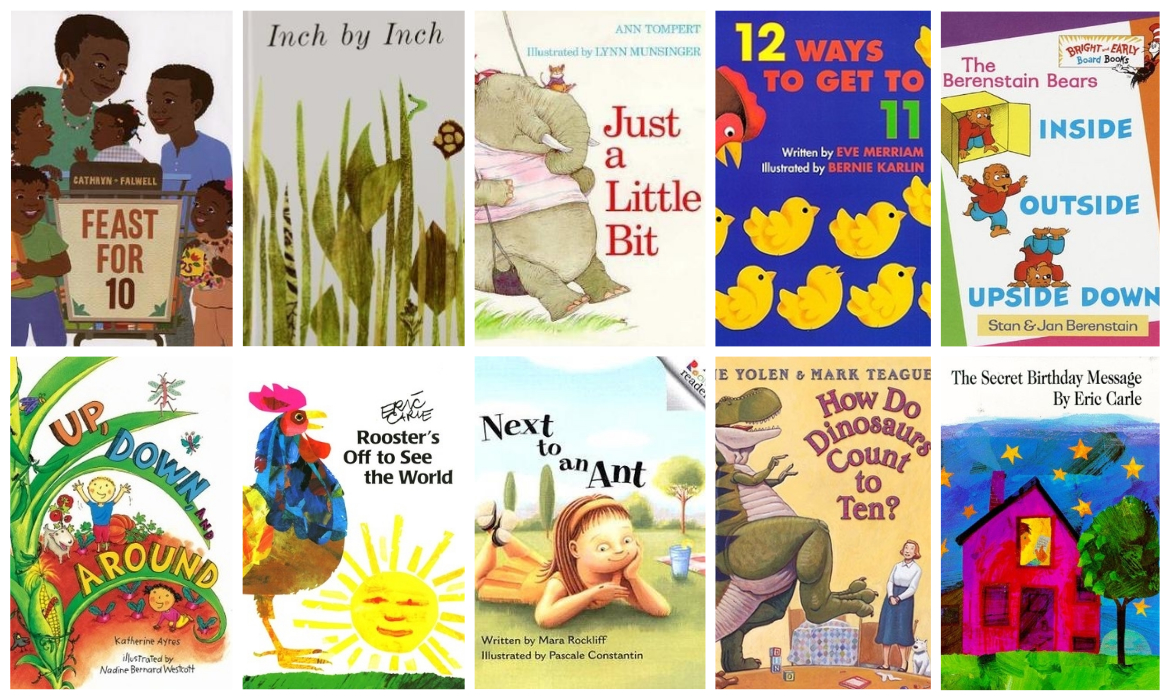 CATHRYN • FALWELL
FEAST
FOR
10
Inch by Inch
ANN TOMPERT
Illustrated by LYNN MUNSINGER
Just
a
Little
Bit
12 WAYS
TO GET TO
11
Written by EVE MERRIAM
Illustrated by BERNIE KARLIN
BRIGHT and EARLY
Board Books
The
Berenstain Bears
INSIDE
OUTSIDE
UPSIDE DOWN
Stan & Jan Berenstain
UP,
DOWN,
AND
AROUND
Katherine Ayres
illustrated by
Nadine Bernard Westcott
ERIC
CARLE
Rooster's
Off to See
the World
Next
to
an Ant
Written by Mara Rockliff
Illustrated by Pascale Constantin
YOLEN & MARK TEAGUE
How Do
Dinosaurs
Count
to
Ten?
The Secret Birthday Message
By Eric Carle